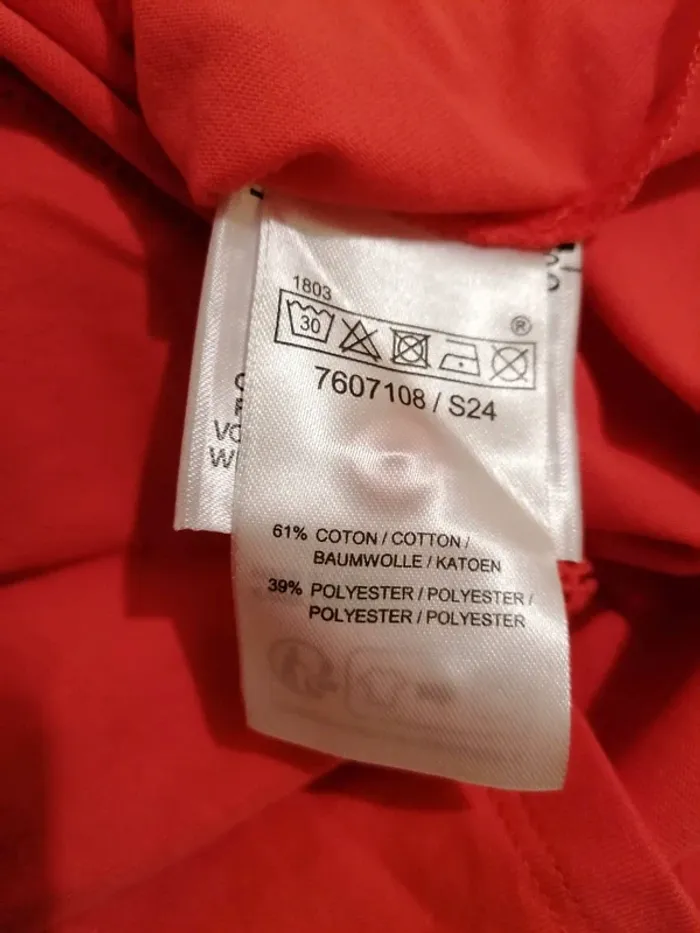 1803
®
30
7607108 / S24
61% COTON / COTTON /
BAUMWOLLE / KATOEN
39% POLYESTER / POLYESTER /
POLYESTER / POLYESTER